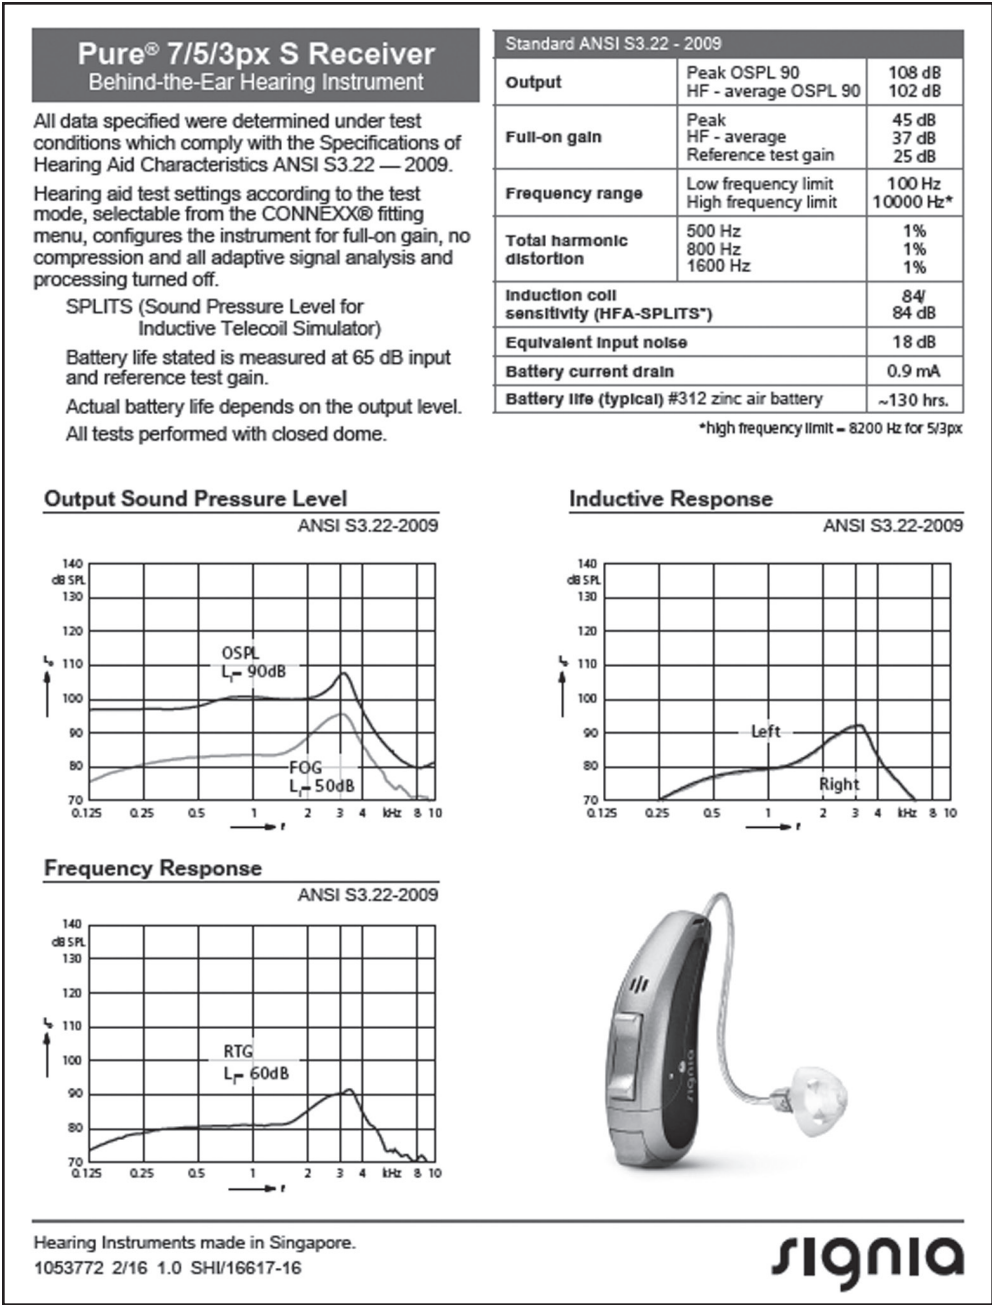 Pure® 7/5/3px S Receiver
Behind-the-Ear Hearing Instrument
All data specified were determined under test
conditions which comply with the Specifications of
Hearing Aid Characteristics ANSI S3.22 — 2009.
Hearing aid test settings according to the test
mode, selectable from the CONNEXX® fitting
menu, configures the instrument for full-on gain, no
compression and all adaptive signal analysis and
processing turned off.
SPLITS (Sound Pressure Level for
Inductive Telecoil Simulator)
Battery life stated is measured at 65 dB input
and reference test gain.
Actual battery life depends on the output level.
All tests performed with closed dome.
Standard ANSI S3.22 - 2009
Output
Peak OSPL 90 108 dB
HF - average OSPL 90 102 dB
Full-on gain
Peak 45 dB
HF - average 37 dB
Reference test gain 25 dB
Frequency range
Low frequency limit 100 Hz
High frequency limit 10000 Hz*
Total harmonic
distortion
500 Hz 1%
800 Hz 1%
1600 Hz 1%
Induction coil 84/
sensitivity (HFA-SPLITS") 84 dB
Equivalent input noise 18 dB
Battery current drain 0.9 mA
Battery life (typical) #312 zinc air battery ~130 hrs.
*high frequency limit = 8200 Hz for 5/3px
Output Sound Pressure Level
ANSI S3.22-2009
140
dB SPL
130
120
110
100
90
80
70
OSPL
L₁= 90dB
FOG
L₁= 50dB
0.125 0.25 0.5 1 2 3 4 kHz 8 10
f
Inductive Response
ANSI S3.22-2009
140
dB SPL
130
120
110
100
90
80
70
Left
Right
0.125 0.25 0.5 1 2 3 4 kHz 8 10
f
Frequency Response
ANSI S3.22-2009
140
dB SPL
130
120
110
100
90
80
70
RTG
L₁= 60dB
0.125 0.25 0.5 1 2 3 4 kHz 8 10
f
signia
Hearing Instruments made in Singapore.
1053772 2/16 1.0 SHI/16617-16
signia